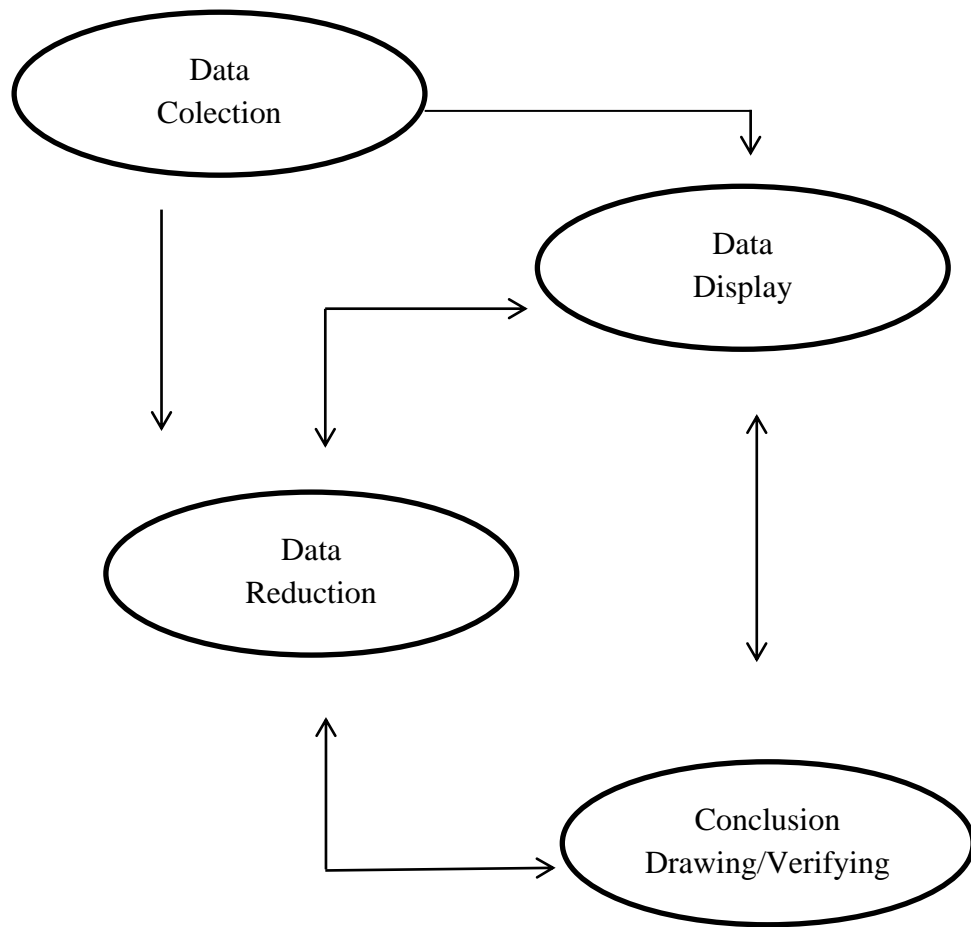 Data
Colection
Data
Display
Data
Reduction
Conclusion
Drawing/Verifying